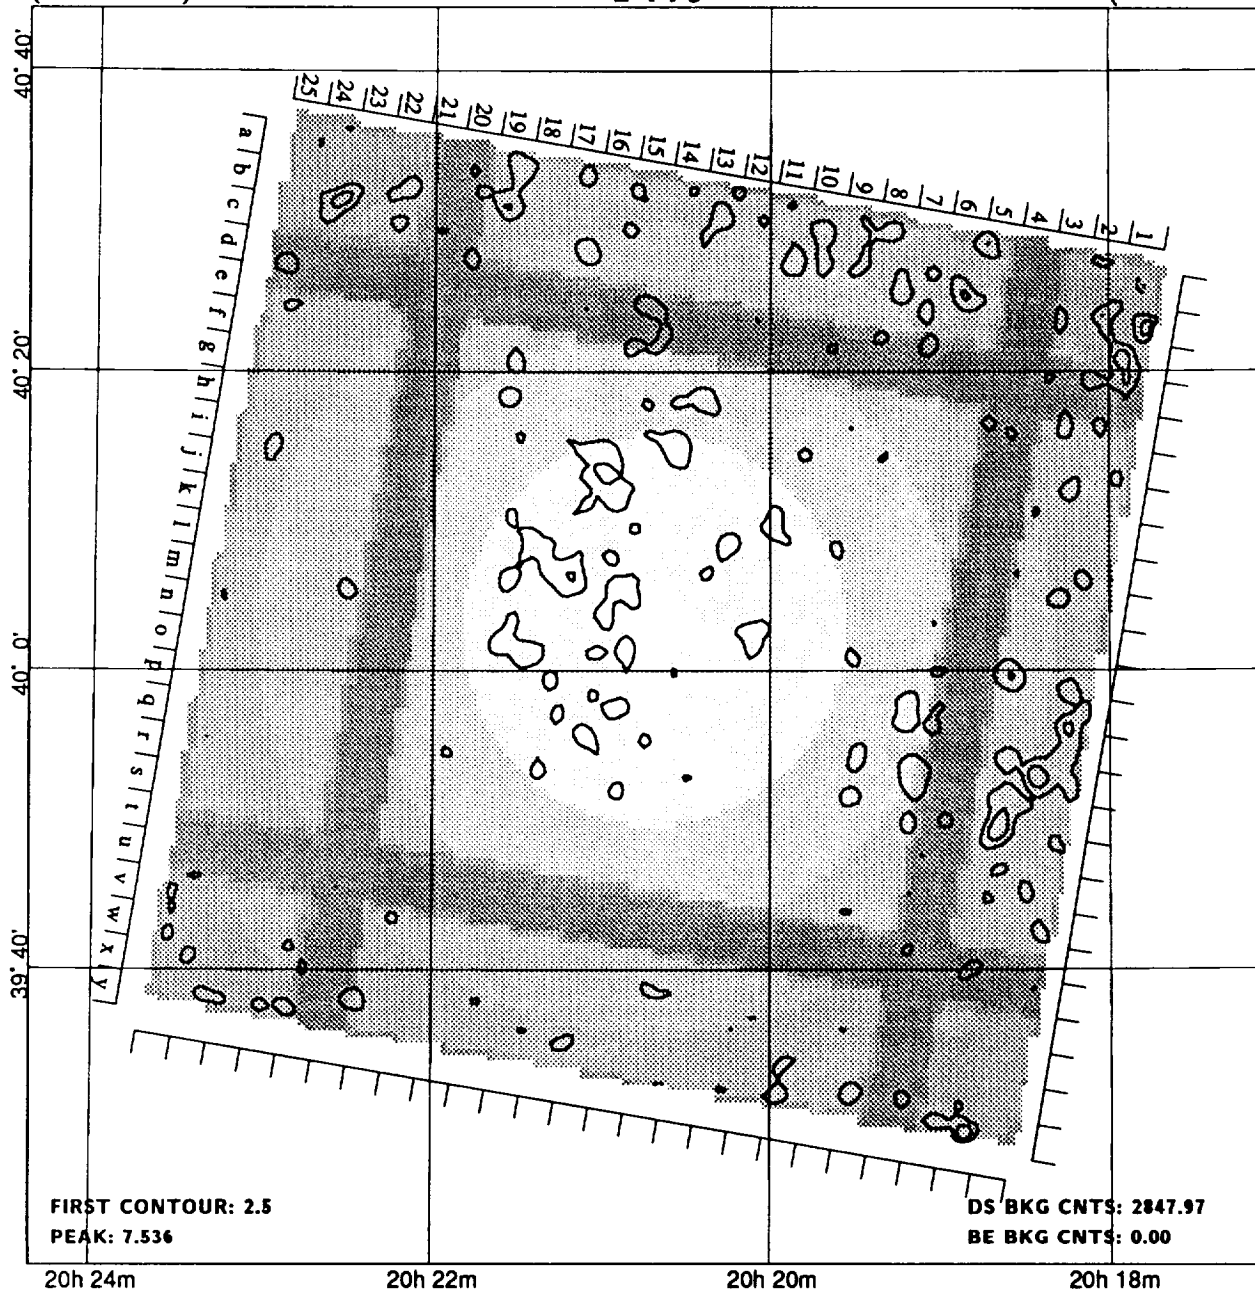 40° 40'
25 24 23 22 21 20 19 18 17 16 15 14 13 12 11 10 9 8 7 6 5 4 3 2 1
a b c d e f g h i j k l m n o p q r s t u v w x y
40° 20'
40° 0'
39° 40'
FIRST CONTOUR: 2.5
PEAK: 7.536
DS BKG CNTS: 2847.97
BE BKG CNTS: 0.00
20h 24m 20h 22m 20h 20m 20h 18m